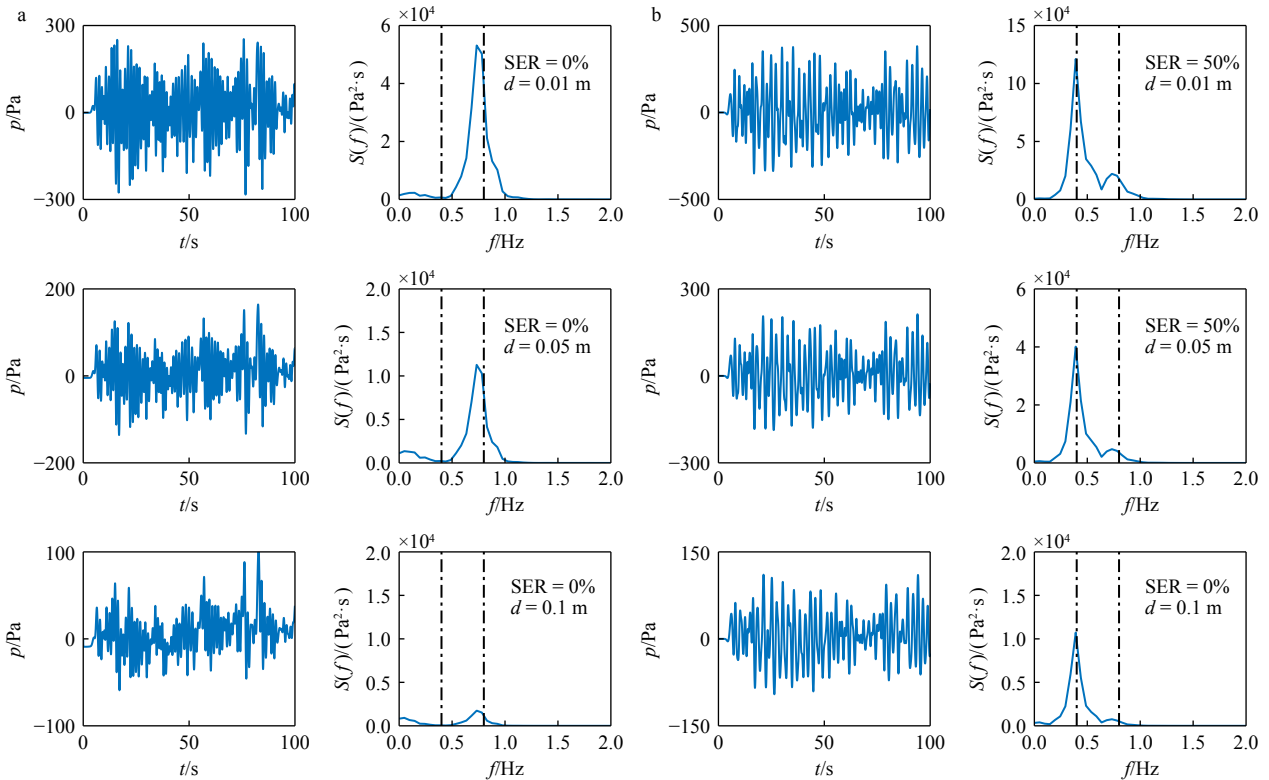 a
300
0
−300
p/Pa
0
50
100
t/s
×10⁴
6
4
2
0
S(f)/( Pa²·s )
SER = 0%
d = 0.01 m
0.0
0.5
1.0
1.5
2.0
f/Hz
b
500
0
−500
p/Pa
0
50
100
t/s
×10⁴
15
10
5
0
S(f)/( Pa²·s )
SER = 50%
d = 0.01 m
0.0
0.5
1.0
1.5
2.0
f/Hz
200
0
−200
p/Pa
0
50
100
t/s
×10⁴
2.0
1.5
1.0
0.5
0.0
S(f)/( Pa²·s )
SER = 0%
d = 0.05 m
0.0
0.5
1.0
1.5
2.0
f/Hz
300
0
−300
p/Pa
0
50
100
t/s
×10⁴
6
4
2
0
S(f)/( Pa²·s )
SER = 50%
d = 0.05 m
0.0
0.5
1.0
1.5
2.0
f/Hz
100
0
−100
p/Pa
0
50
100
t/s
×10⁴
2.0
1.5
1.0
0.5
0.0
S(f)/( Pa²·s )
SER = 0%
d = 0.1 m
0.0
0.5
1.0
1.5
2.0
f/Hz
150
0
−150
p/Pa
0
50
100
t/s
×10⁴
2.0
1.5
1.0
0.5
0.0
S(f)/( Pa²·s )
SER = 0%
d = 0.1 m
0.0
0.5
1.0
1.5
2.0
f/Hz